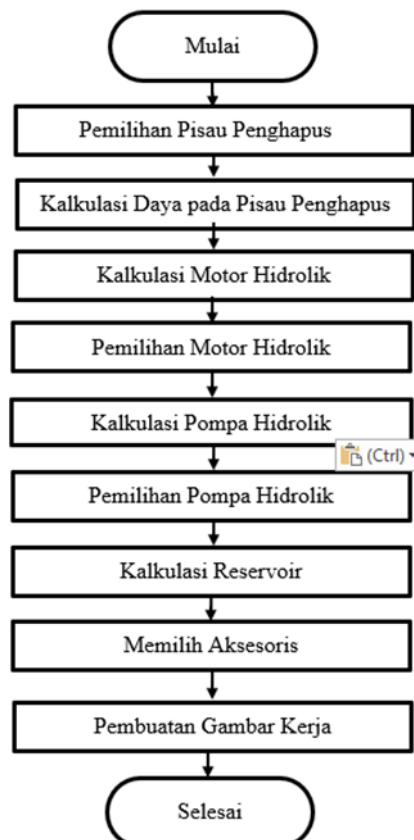 Mulai
Pemilihan Pisau Penghapus
Kalkulasi Daya pada Pisau Penghapus
Kalkulasi Motor Hidrolik
Pemilihan Motor Hidrolik
Kalkulasi Pompa Hidrolik
(Ctrl)
Pemilihan Pompa Hidrolik
Kalkulasi Reservoir
Memilih Aksesoris
Pembuatan Gambar Kerja
Selesai